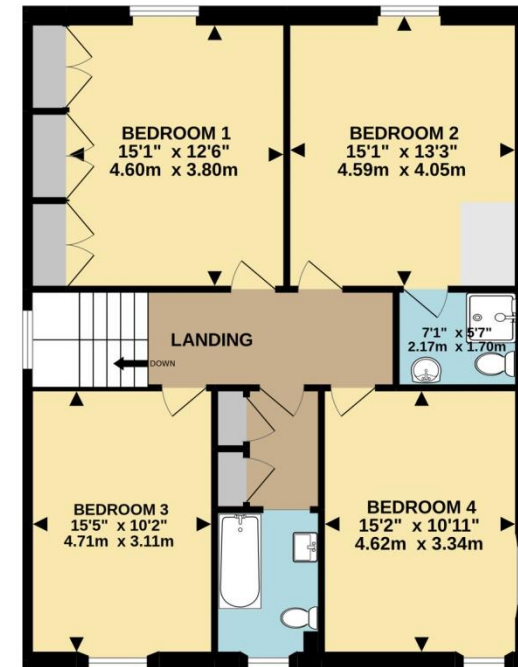 BEDROOM 1
15'1" x 12'6"
4.60m x 3.80m
BEDROOM 2
15'1" x 13'3"
4.59m x 4.05m
LANDING
DOWN
7'1" x 5'7"
2.17m x 1.70m
BEDROOM 3
15'5" x 10'2"
4.71m x 3.11m
BEDROOM 4
15'2" x 10'11"
4.62m x 3.34m